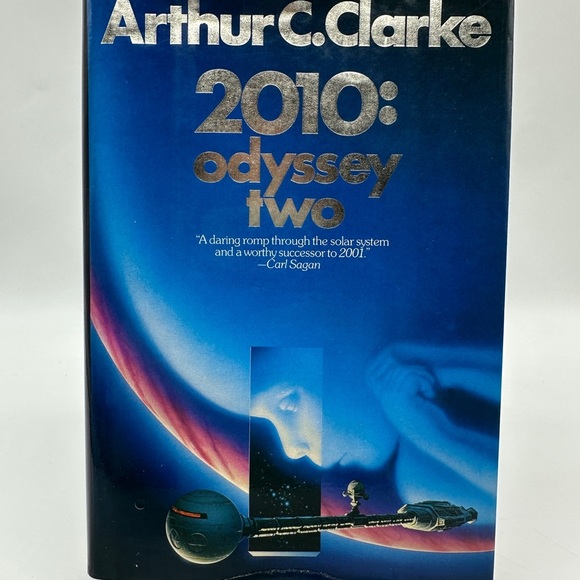 Arthur C. Clarke
2010:
odyssey
two
"A daring romp through the solar system
and a worthy successor to 2001."
—Carl Sagan